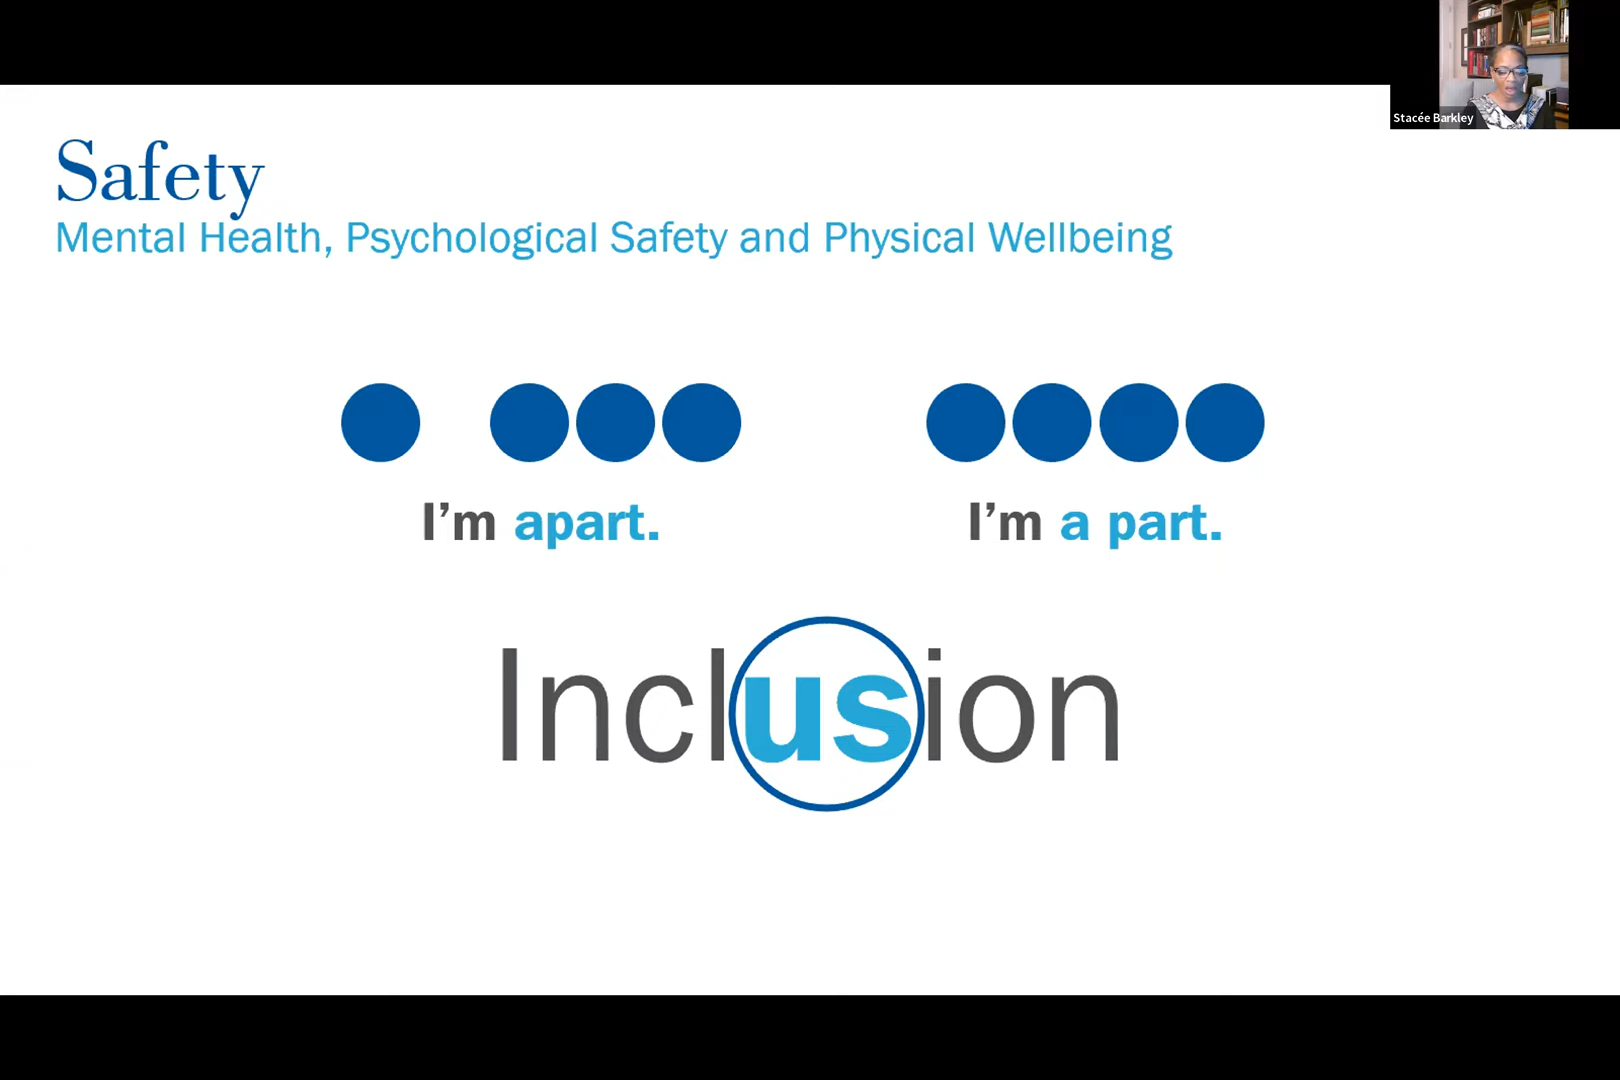 Stacée Barkley
Safety
Mental Health, Psychological Safety and Physical Wellbeing
I'm apart.
I'm a part.
Inclusion